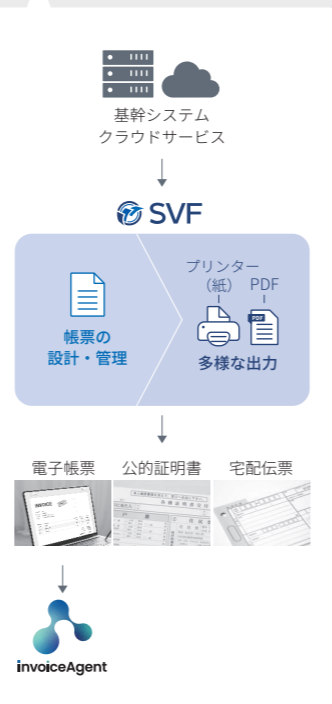 基幹システム
クラウドサービス
SVF
プリンター
（紙） PDF
PDF
帳票の
設計・管理
多様な出力
電子帳票 公的証明書 宅配伝票
INVOICE
invoiceAgent